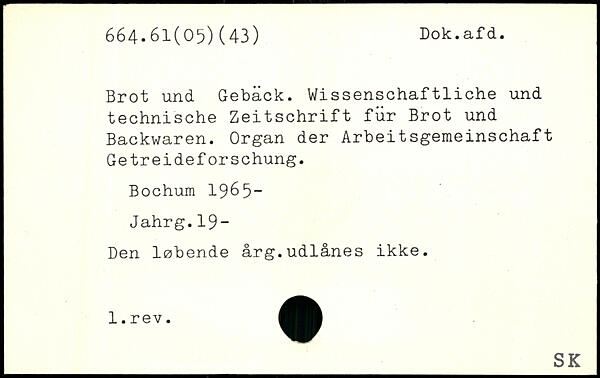 664.61(05)(43) Dok.afd.
Brot und Gebäck. Wissenschaftliche und
technische Zeitschrift für Brot und
Backwaren. Organ der Arbeitsgemeinschaft
Getreideforschung.
Bochum 1965-
Jahrg.19-
Den løbende årg.udlånes ikke.
1.rev.
SK